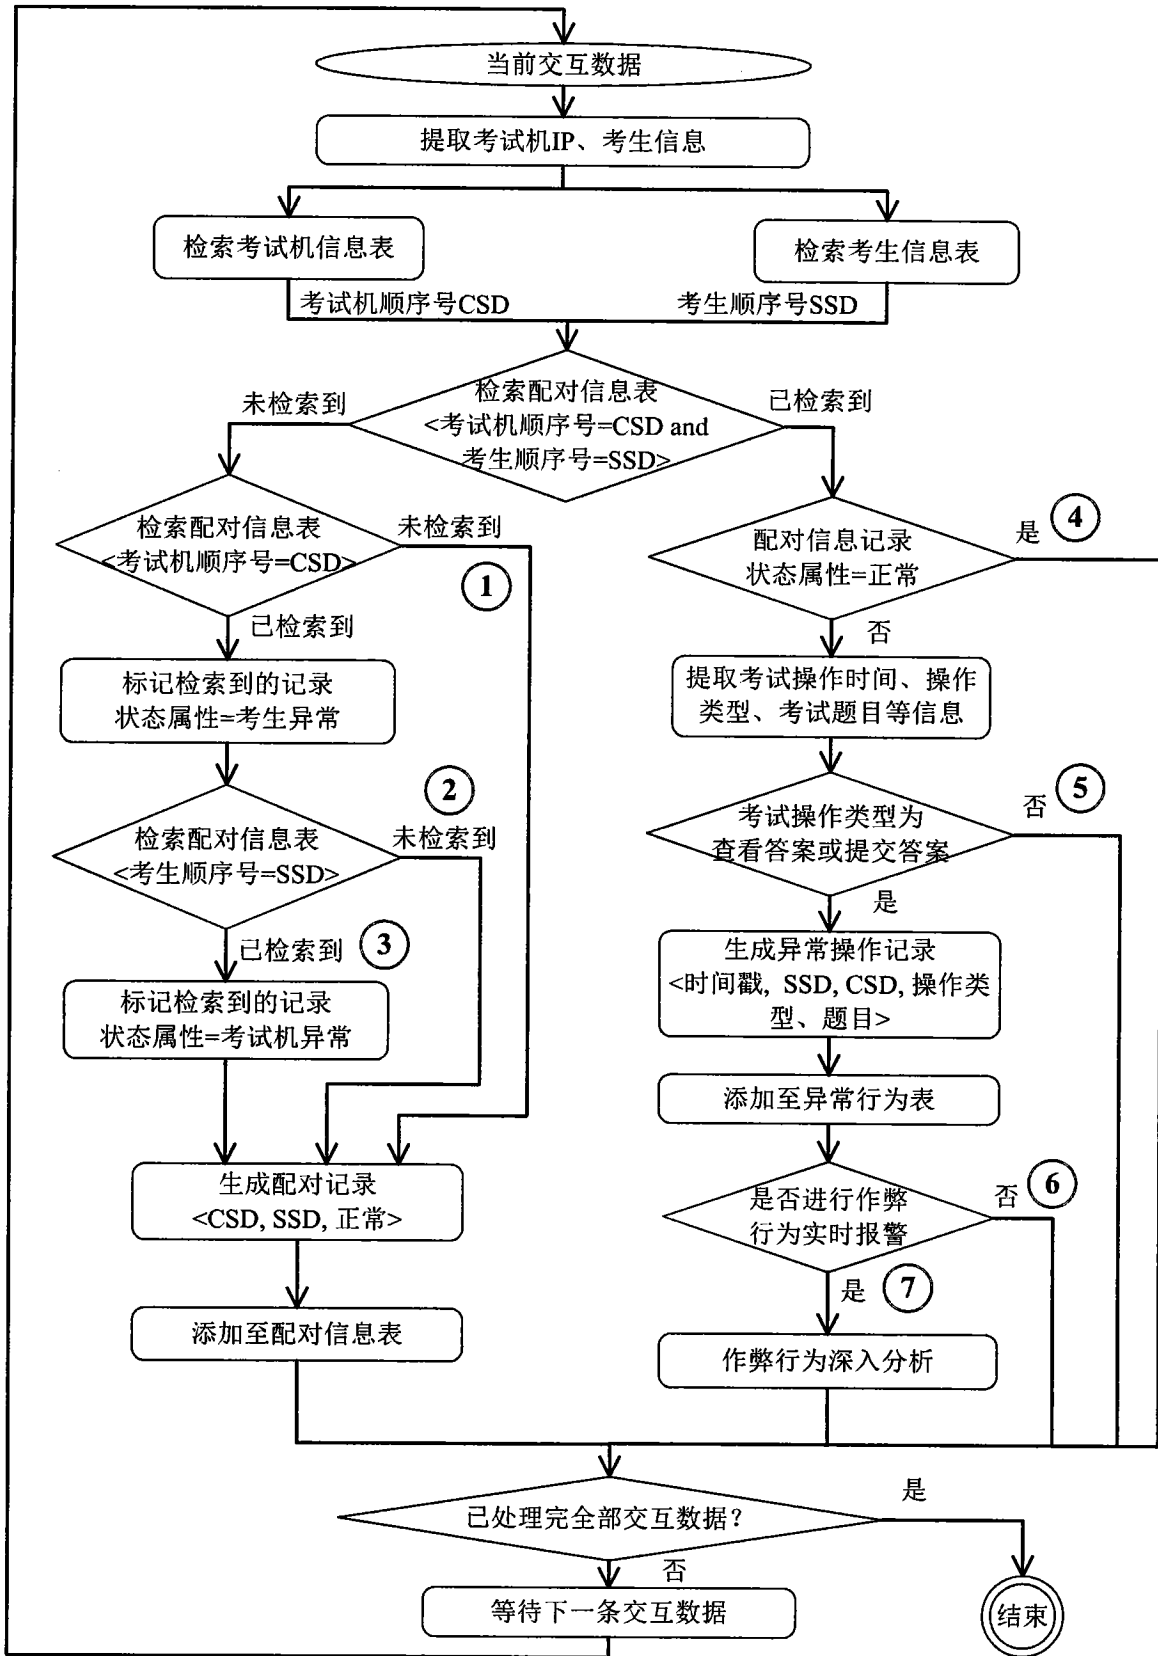 当前交互数据
提取考试机IP、考生信息
检索考试机信息表
检索考生信息表
考试机顺序号CSD
考生顺序号SSD
检索配对信息表
<考试机顺序号=CSD and
考生顺序号=SSD>
未检索到
已检索到
检索配对信息表
<考试机顺序号=CSD>
未检索到
①
已检索到
标记检索到的记录
状态属性=考生异常
检索配对信息表
<考生顺序号=SSD>
②
未检索到
已检索到
③
标记检索到的记录
状态属性=考试机异常
生成配对记录
<CSD, SSD, 正常>
添加至配对信息表
配对信息记录
状态属性=正常
是
④
否
提取考试操作时间、操作
类型、考试题目等信息
考试操作类型为
查看答案或提交答案
否
⑤
是
生成异常操作记录
<时间戳, SSD, CSD, 操作类
型、题目>
添加至异常行为表
是否进行作弊
行为实时报警
否
⑥
是
⑦
作弊行为深入分析
已处理完全部交互数据？
是
否
等待下一条交互数据
结束